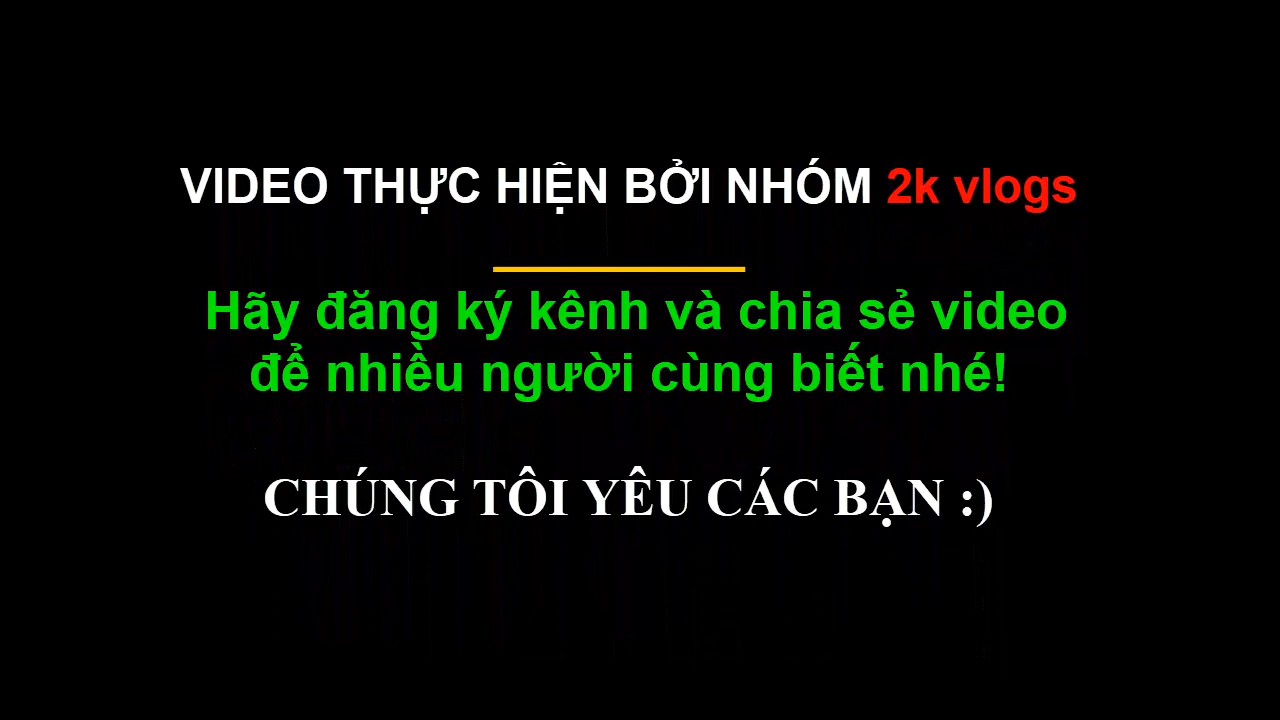 VIDEO THỰC HIỆN BỞI NHÓM 2k vlogs
Hãy đăng ký kênh và chia sẻ video
để nhiều người cùng biết nhé!
CHÚNG TÔI YÊU CÁC BẠN :)